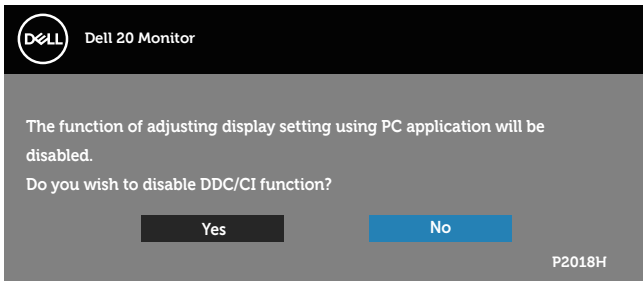 DELL
Dell 20 Monitor
The function of adjusting display setting using PC application will be
disabled.
Do you wish to disable DDC/CI function?
Yes No
P2018H